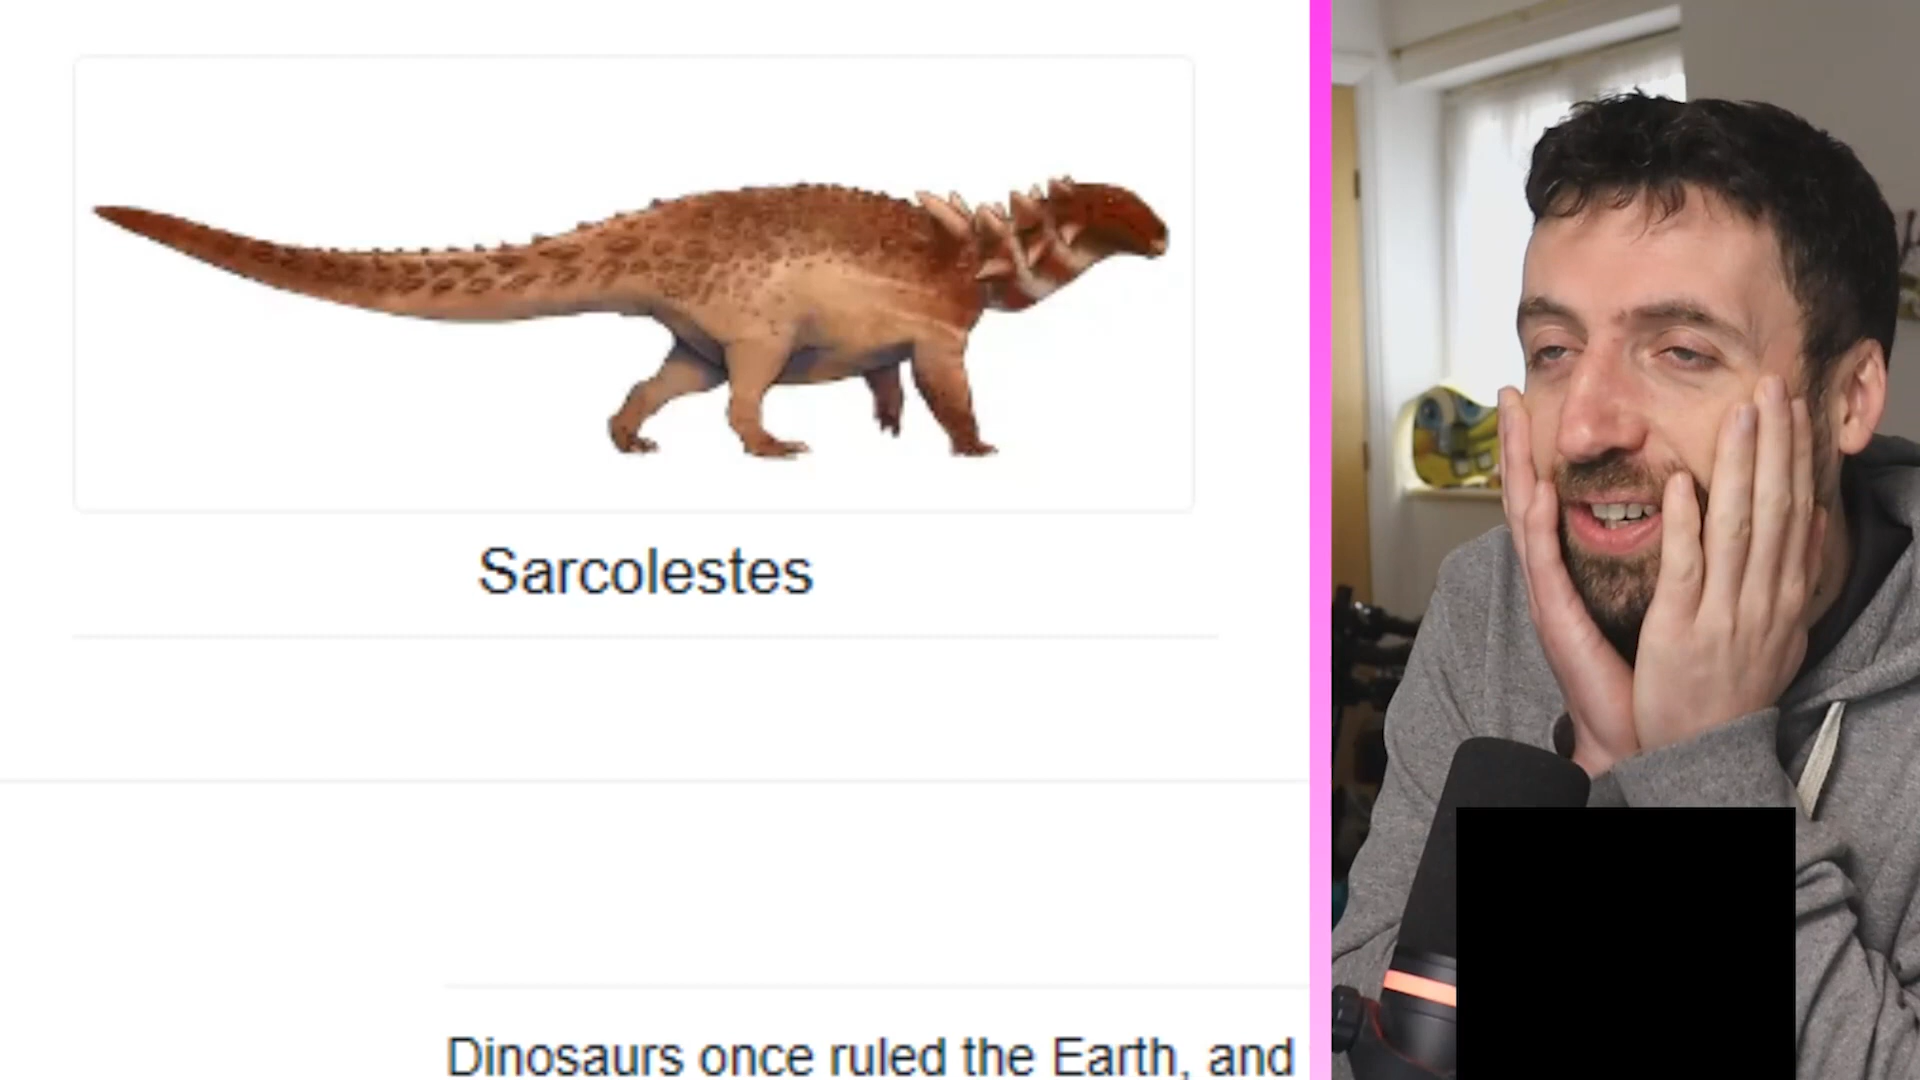 Sarcolestes
Dinosaurs once ruled the Earth, and